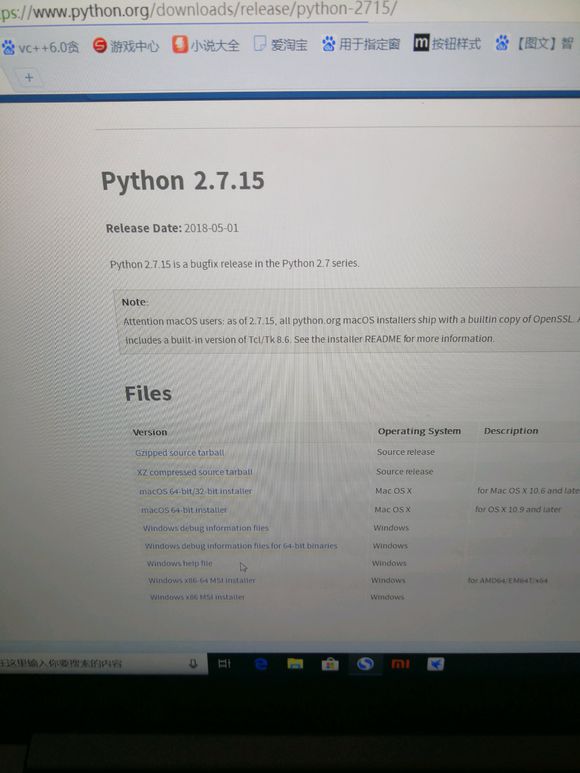 ps://www.python.org/downloads/release/python-2715/
vc++6.0贪 游戏中心 小说大全 爱淘宝 用于指定窗 m 按钮样式 【图文】智
+
Python 2.7.15
Release Date: 2018-05-01
Python 2.7.15 is a bugfix release in the Python 2.7 series.
Note:
Attention macOS users: as of 2.7.15, all python.org macOS installers ship with a builtin copy of OpenSSL. A
includes a built-in version of Tcl/Tk 8.6. See the installer README for more information.
Files
Version Operating System Description
Gzipped source tarball Source release
XZ compressed source tarball Source release
macOS 64-bit/32-bit installer Mac OS X for Mac OS X 10.6 and late
macOS 64-bit installer Mac OS X for OS X 10.9 and later
Windows debug information files Windows
Windows debug information files for 64-bit binaries Windows
Windows help file Windows
Windows x86-64 MSI installer Windows for AMD64/EM64T/x64
Windows x86 MSI installer Windows
在这里输入你要搜索的内容 mi